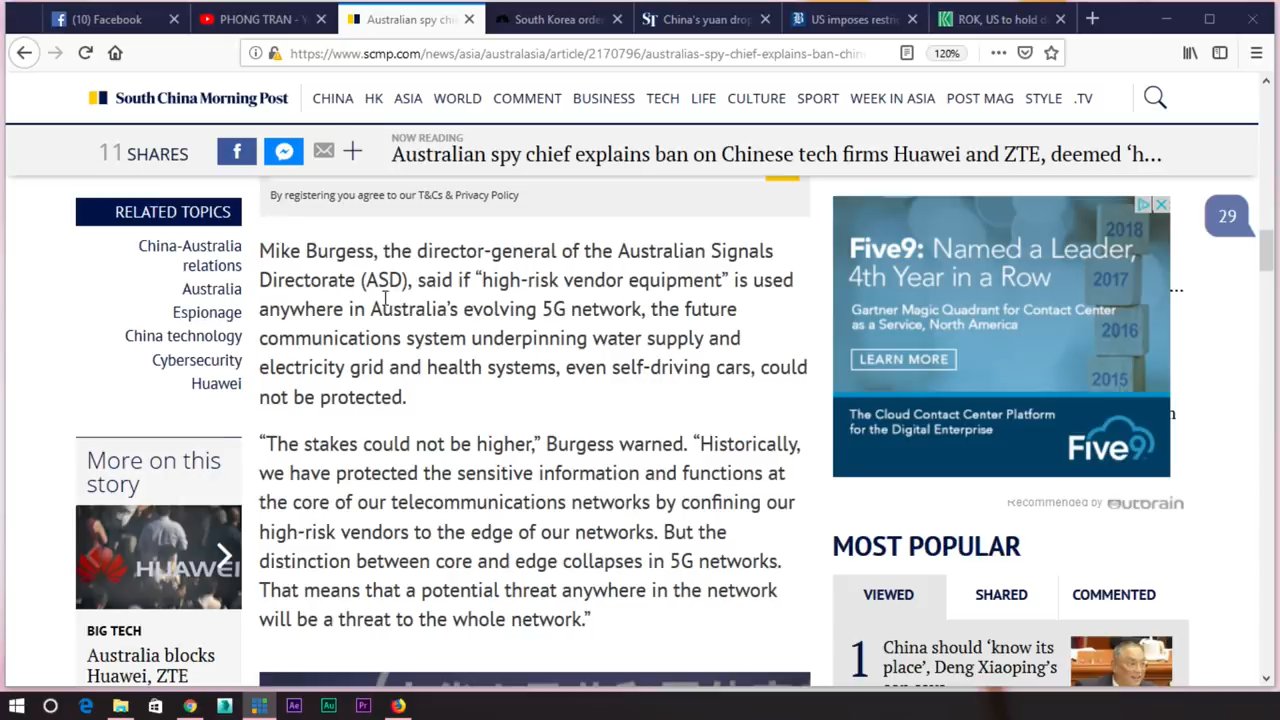 (10) Facebook
PHONG TRAN -
Australian spy chi
South Korea orde
China's yuan drop
US imposes restr
ROK, US to hold d
https://www.scmp.com/news/asia/australasia/article/2170796/australias-spy-chief-explains-ban-chin
120%
South China Morning Post
CHINA HK ASIA WORLD COMMENT BUSINESS TECH LIFE CULTURE SPORT WEEK IN ASIA POST MAG STYLE .TV
11 SHARES
NOW READING
Australian spy chief explains ban on Chinese tech firms Huawei and ZTE, deemed ‘h...
By registering you agree to our T&Cs & Privacy Policy
RELATED TOPICS
China-Australia
relations
Australia
Espionage
China technology
Cybersecurity
Huawei
More on this
story
HUAWEI
BIG TECH
Australia blocks
Huawei, ZTE
Mike Burgess, the director-general of the Australian Signals
Directorate (ASD), said if “high-risk vendor equipment” is used
anywhere in Australia’s evolving 5G network, the future
communications system underpinning water supply and
electricity grid and health systems, even self-driving cars, could
not be protected.
“The stakes could not be higher,” Burgess warned. “Historically,
we have protected the sensitive information and functions at
the core of our telecommunications networks by confining our
high-risk vendors to the edge of our networks. But the
distinction between core and edge collapses in 5G networks.
That means that a potential threat anywhere in the network
will be a threat to the whole network.”
29
Five9: Named a Leader,
4th Year in a Row
Gartner Magic Quadrant for Contact Center
as a Service, North America
LEARN MORE
2018
2016
2015
The Cloud Contact Center Platform
for the Digital Enterprise
Five9
...
Recommended by Outbrain
MOST POPULAR
VIEWED SHARED COMMENTED
1
China should ‘know its
place’, Deng Xiaoping’s
Ae Au Pr